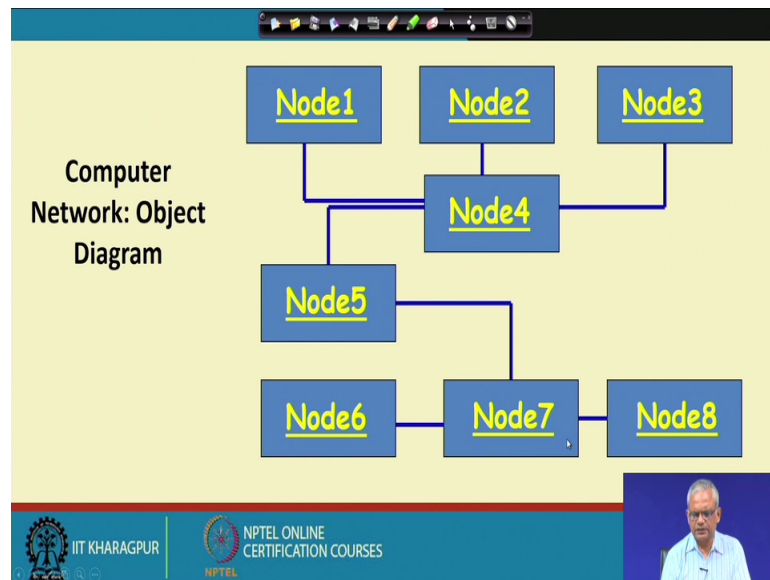 Node1
Node2
Node3
Computer
Network: Object
Diagram
Node4
Node5
Node6
Node7
Node8
IIT KHARAGPUR
NPTEL
NPTEL ONLINE
CERTIFICATION COURSES